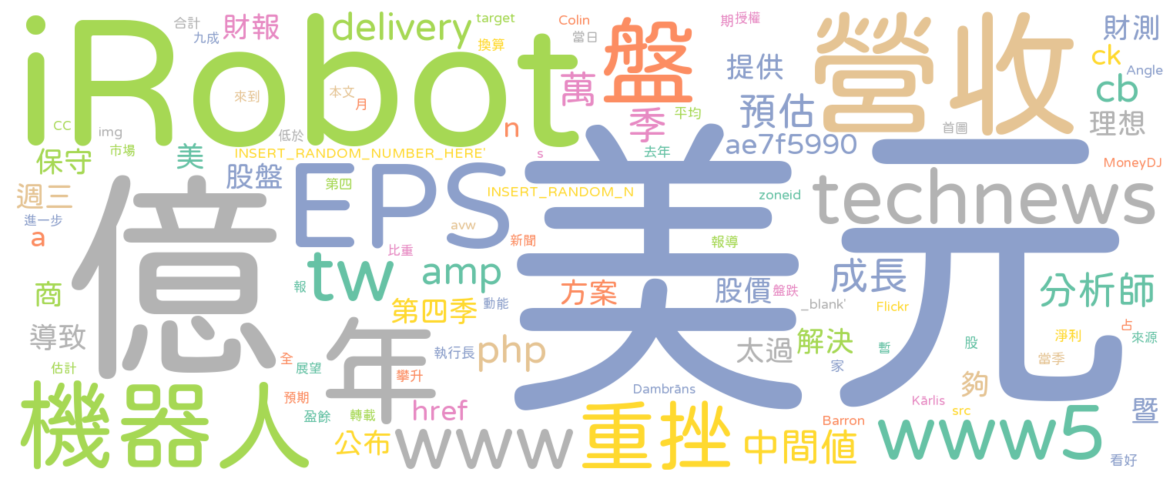 合計
target
Colin
期
授權
財報
delivery
九成
換算
當日
盤
營收
財測
iRobot
萬
提供
ck
Angle
來到
本文
月
季
平均
預估
cb
理想
n
CC
img
低於
ae7f5990
首圖
市場
保守
美
INSERT_RANDOM_NUMBER_HERE'
s
去年
MoneyDJ
股盤
EPS
第四
INSERT_RANDOM_N
zoneid
technews
週三
進一步
億
avw
美元
a
比重
新聞
報導
tw
amp
報
方案
股價
盤跌
成長
分析師
商
第四季
動能
_blank'
Flickr
導致
年
執行長
php
太過
解決
暫
股
淨利
占
來源
估計
全
展望
攀升
家
當季
機器人
預期
盈餘
轉載
href
Dambrāns
夠
Kārlis
src
暨
公布
www
重挫
中間値
Barron
www5
看好